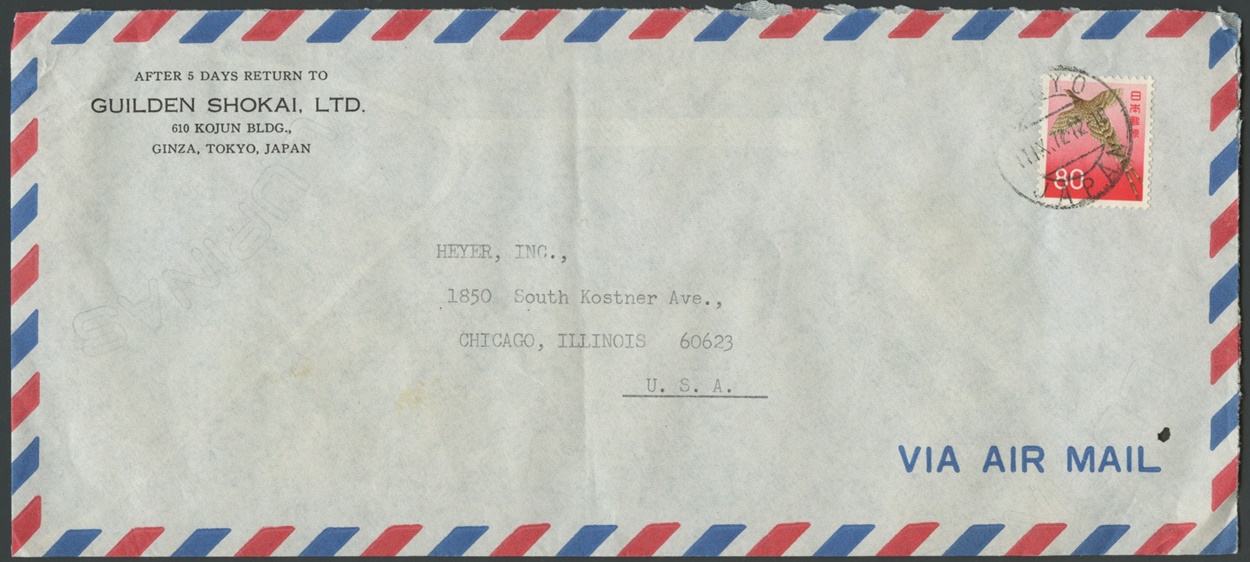 AFTER 5 DAYS RETURN TO
GUILDEN SHOKAI, LTD.
610 KOJUN BLDG.,
GINZA, TOKYO, JAPAN
日本郵便
80
JAPAN
HEYER, INC.,
1850 South Kostner Ave.,
CHICAGO, ILLINOIS 60623
U. S. A.
VIA AIR MAIL